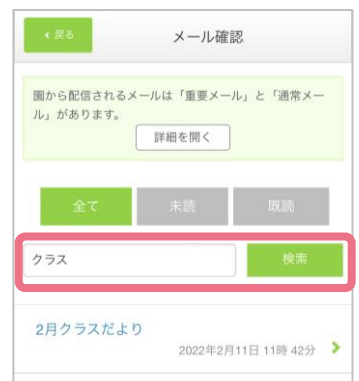 戻る
メール確認
園から配信されるメールは「重要メール」と「通常メー
ル」があります。
詳細を開く
全て
未読
既読
クラス
検索
2月クラスだより
2022年2月11日 11時 42分